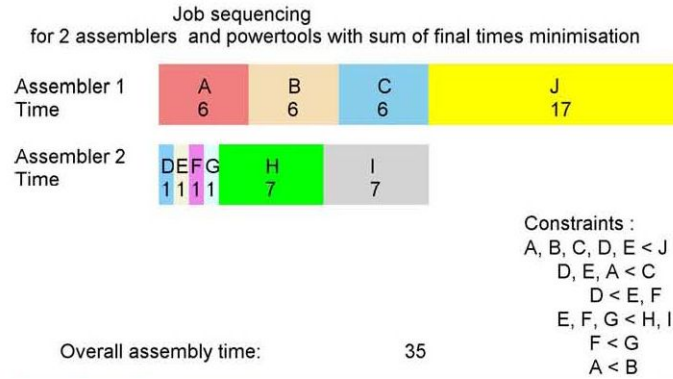 Job sequencing
for 2 assemblers and powertools with sum of final times minimisation
Assembler 1 A B C J
Time 6 6 6 17
Assembler 2 D E F G H I
Time 1 1 1 1 7 7
Constraints :
A, B, C, D, E < J
D, E, A < C
D < E, F
E, F, G < H, I
F < G
A < B
Overall assembly time: 35